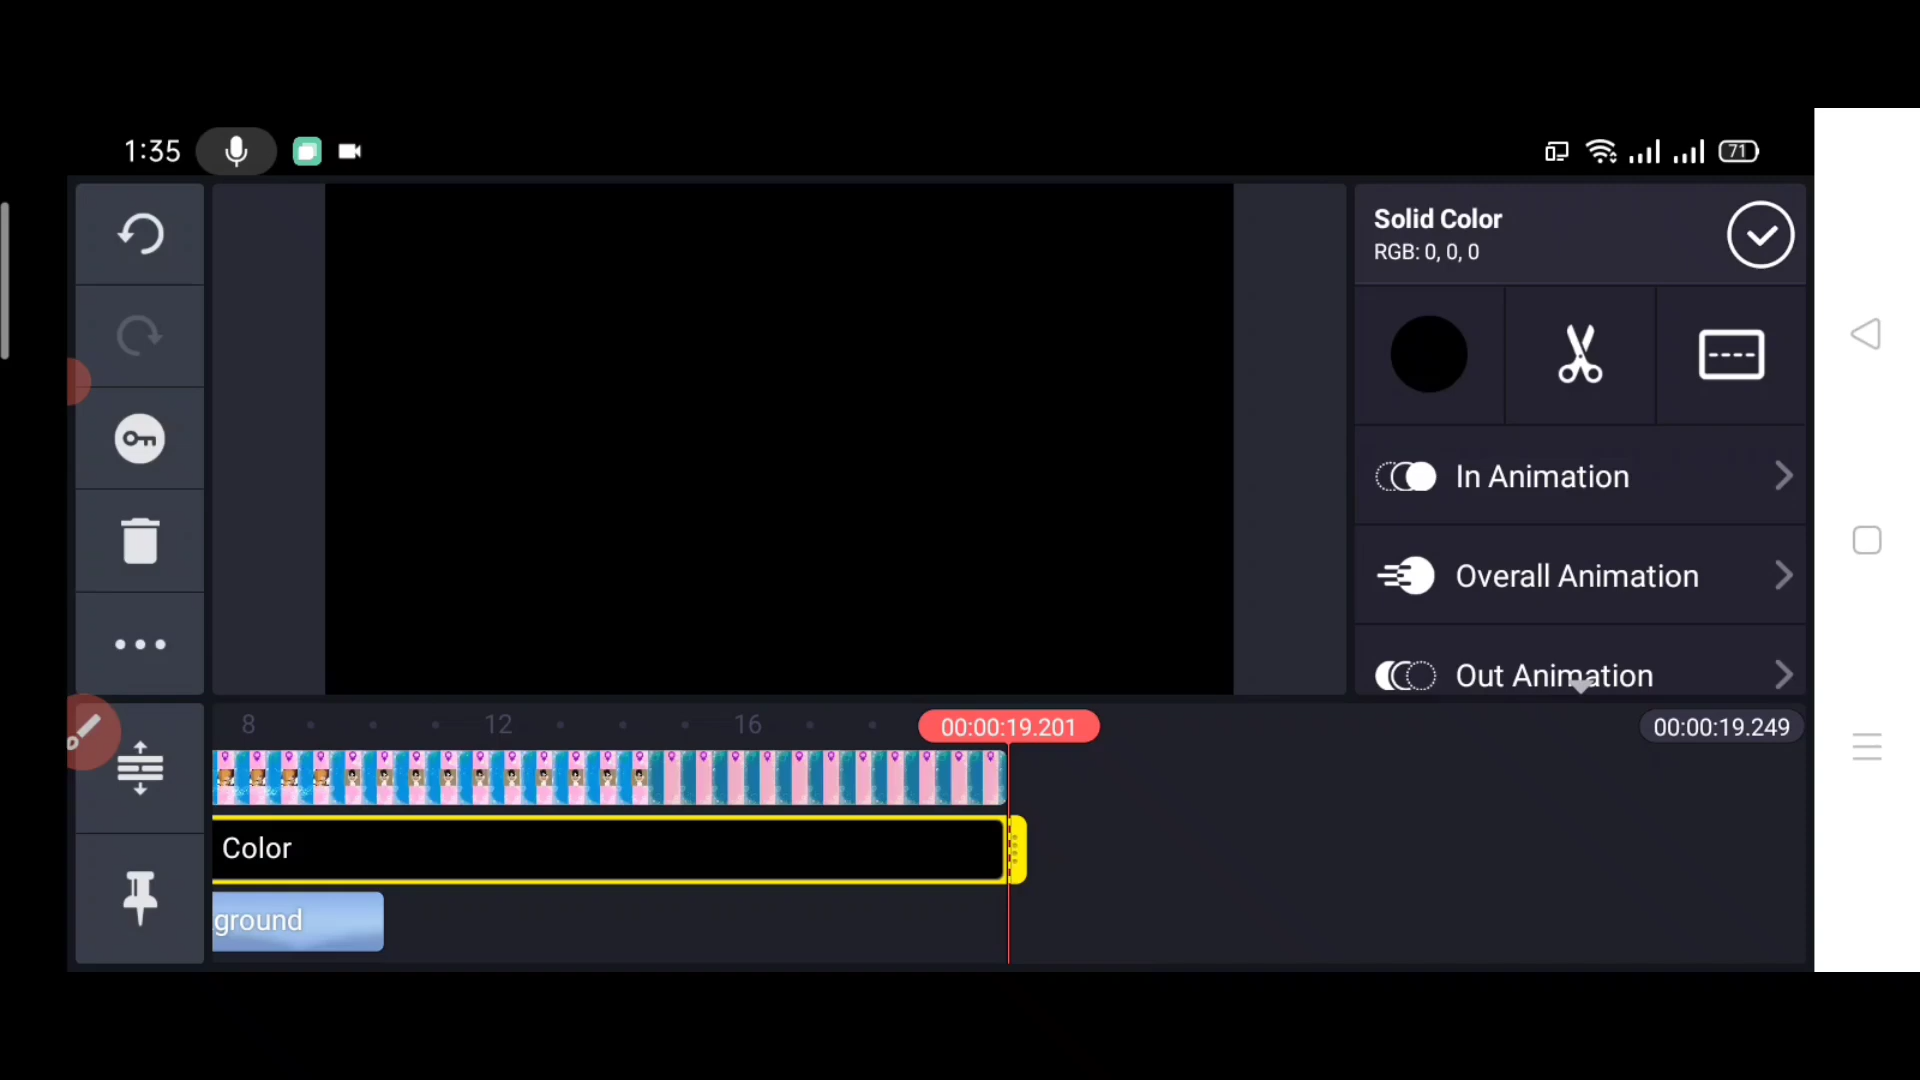 1:35
71
Solid Color
RGB: 0, 0, 0
In Animation
Overall Animation
Out Animation
8
12
16
00:00:19.201
00:00:19.249
Color
ground